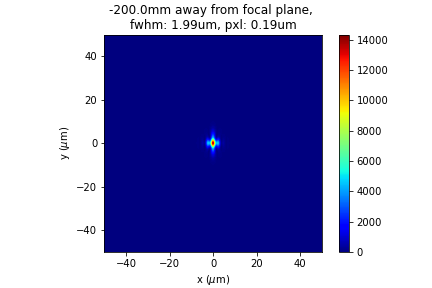 -200.0mm away from focal plane,
fwhm: 1.99um, pxl: 0.19um
40
20
0
−20
−40
y (μm)
−40 −20 0 20 40
x (μm)
14000
12000
10000
8000
6000
4000
2000
0